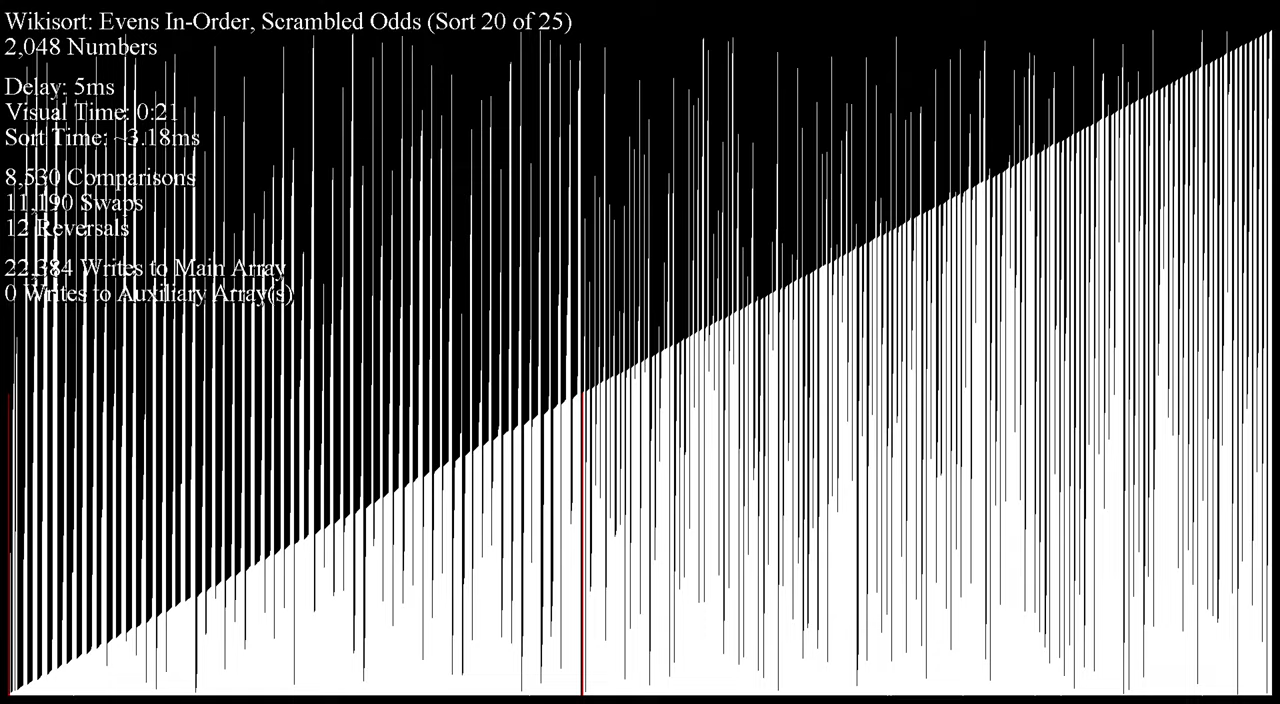 Wikisort: Evens In-Order, Scrambled Odds (Sort 20 of 25)
2,048 Numbers
Delay: 5ms
Visual Time: 0:21
Sort Time: ~3.18ms
8,530 Comparisons
11,190 Swaps
12 Reversals
22,384 Writes to Main Array
0 Writes to Auxiliary Array(s)